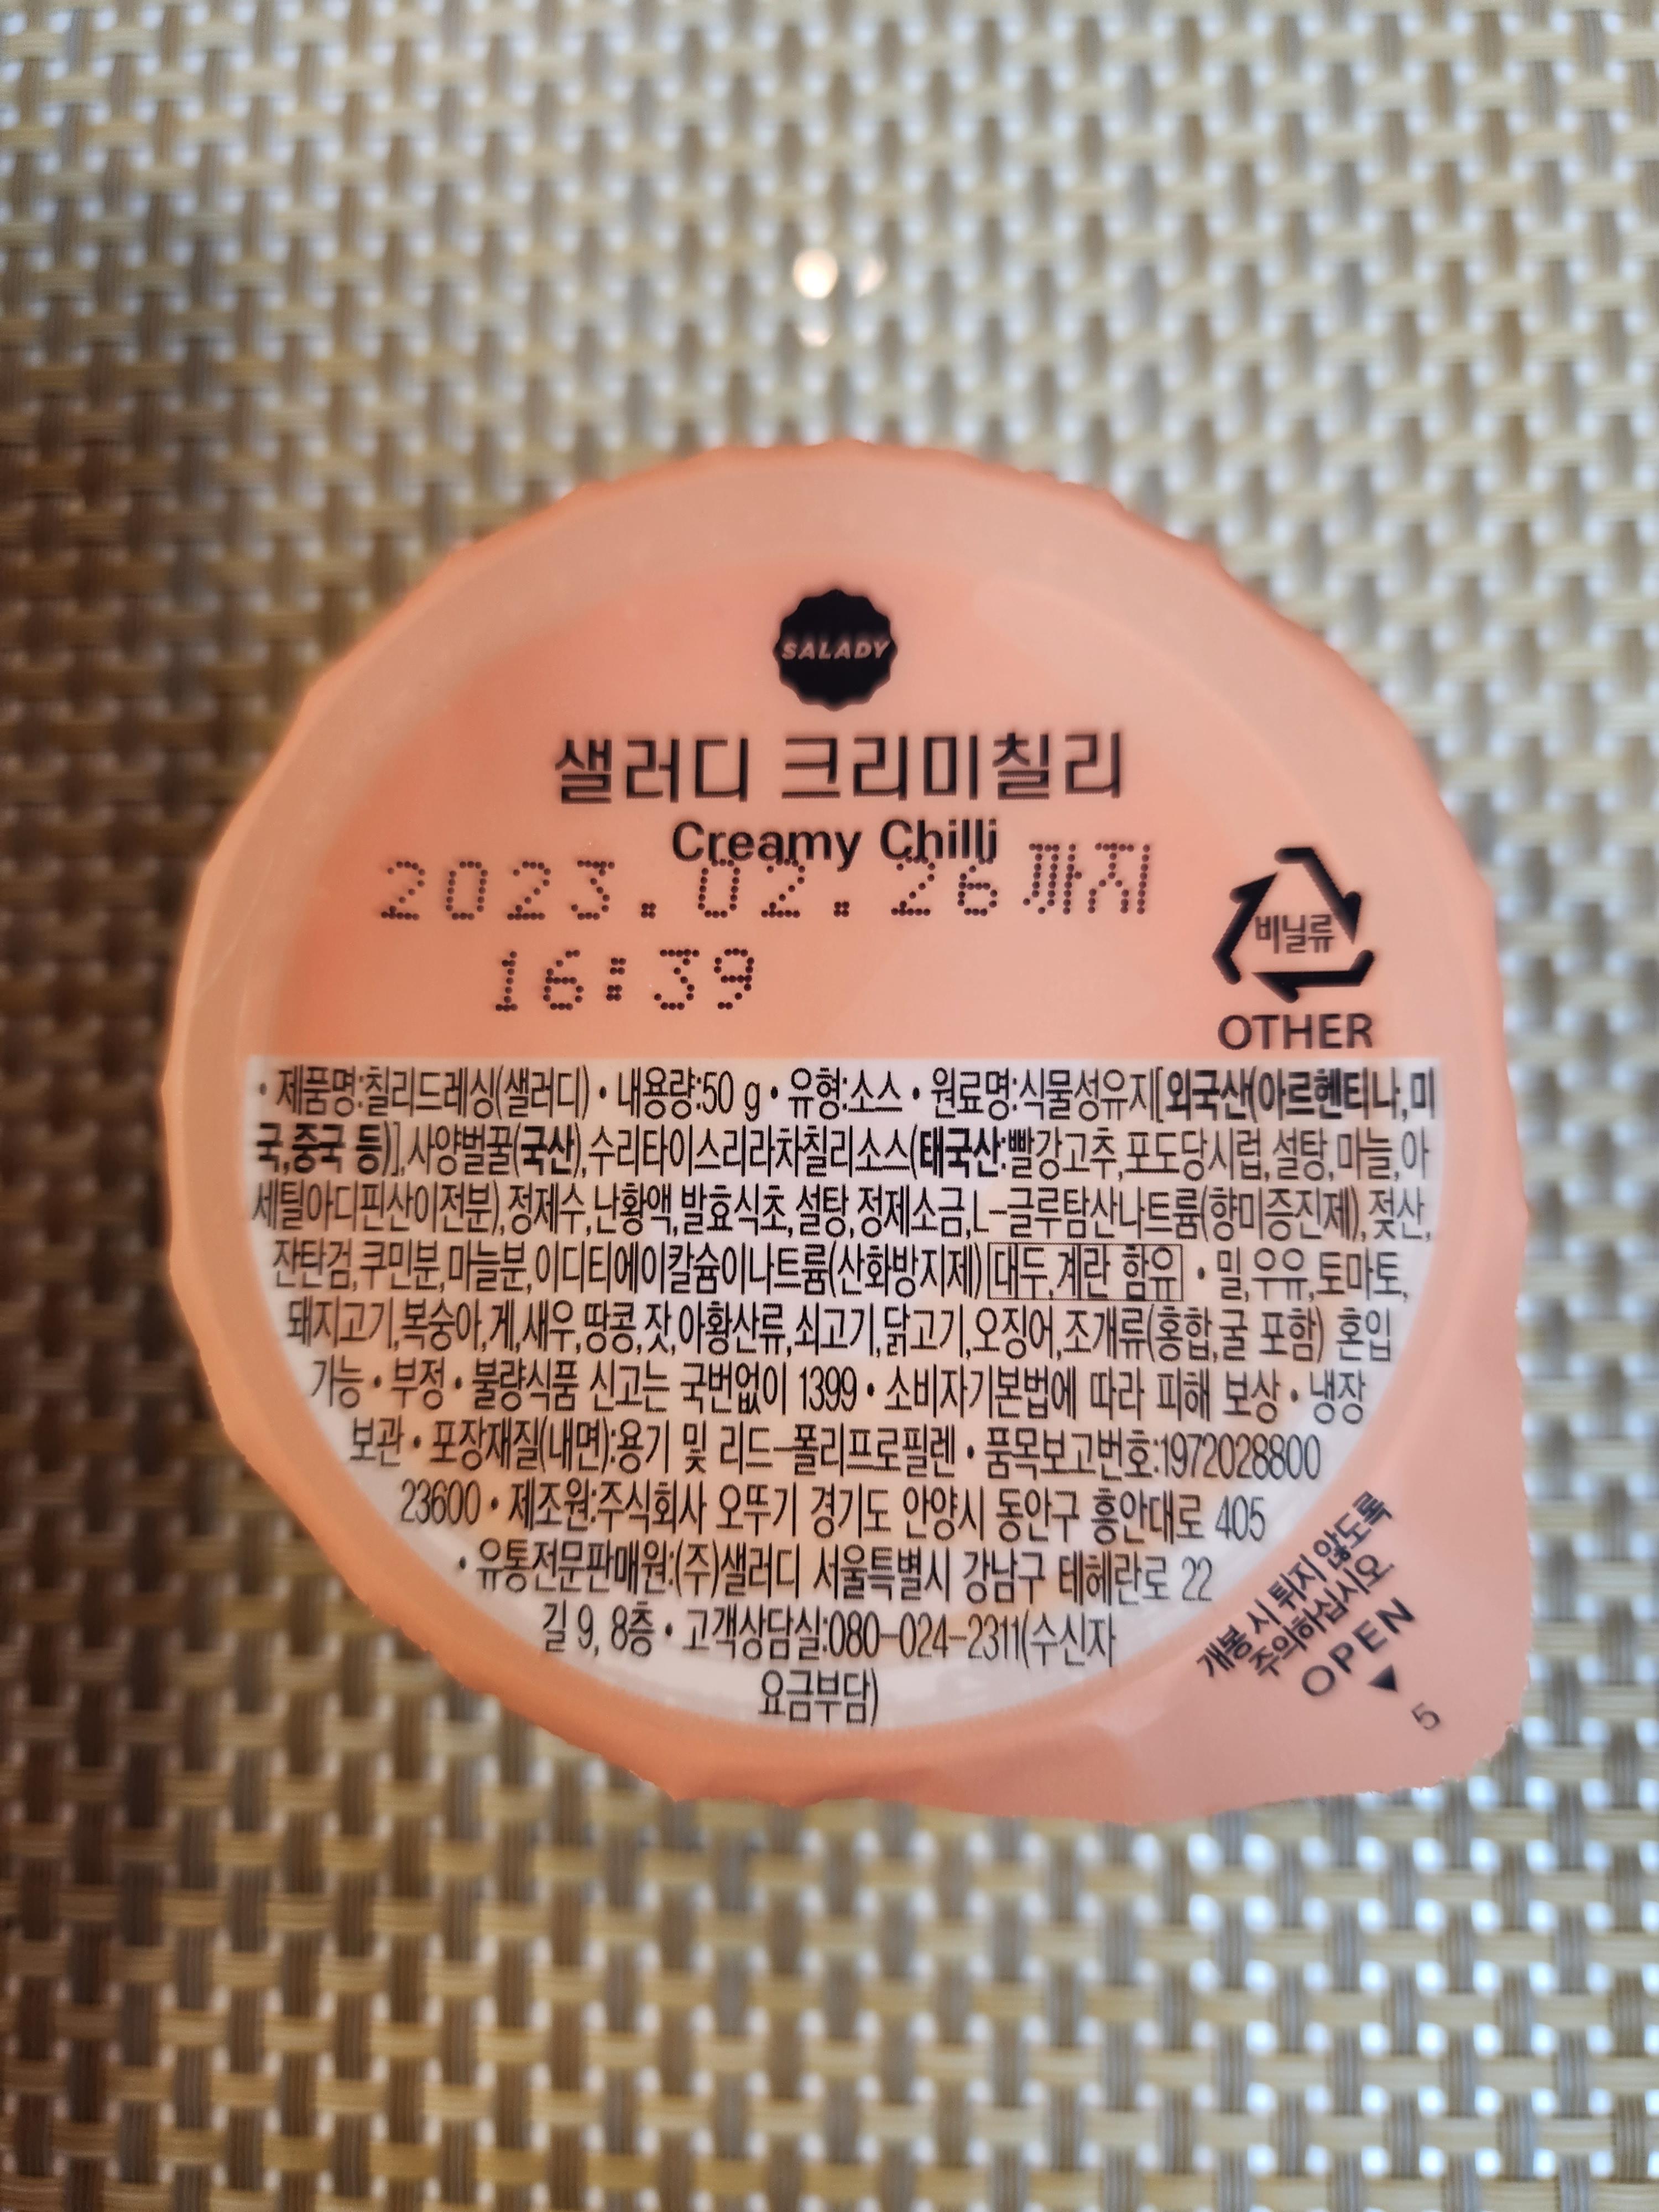 SALADY
샐러디 크리미칠리
Creamy Chilli
2023.02.26까지
16:39
비닐류
OTHER
• 제품명:칠리드레싱(샐러디) • 내용량:50 g • 유형:소스 • 원료명:식물성유지[외국산(아르헨티나,미
국,중국 등)],사양벌꿀(국산),수리타이스리라차칠리소스(태국산:빨강고추,포도당시럽,설탕,마늘,아
세틸아디핀산이전분),정제수,난황액,발효식초,설탕,정제소금,L-글루탐산나트륨(향미증진제),젖산,
잔탄검,쿠민분,마늘분,이디티에이칼슘이나트륨(산화방지제) 대두,계란 함유 • 밀,우유,토마토,
돼지고기,복숭아,게,새우,땅콩,잣,아황산류,쇠고기,닭고기,오징어,조개류(홍합,굴 포함) 혼입
가능 • 부정 • 불량식품 신고는 국번없이 1399 • 소비자기본법에 따라 피해 보상 • 냉장
보관 • 포장재질(내면):용기 및 리드-폴리프로필렌 • 품목보고번호:1972028800
23600 • 제조원:주식회사 오뚜기 경기도 안양시 동안구 흥안대로 405
• 유통전문판매원:(주)샐러디 서울특별시 강남구 테헤란로 22
길 9, 8층 • 고객상담실:080-024-2311(수신자
요금부담)
개봉 시 튀지 않도록
주의하십시오
OPEN
5